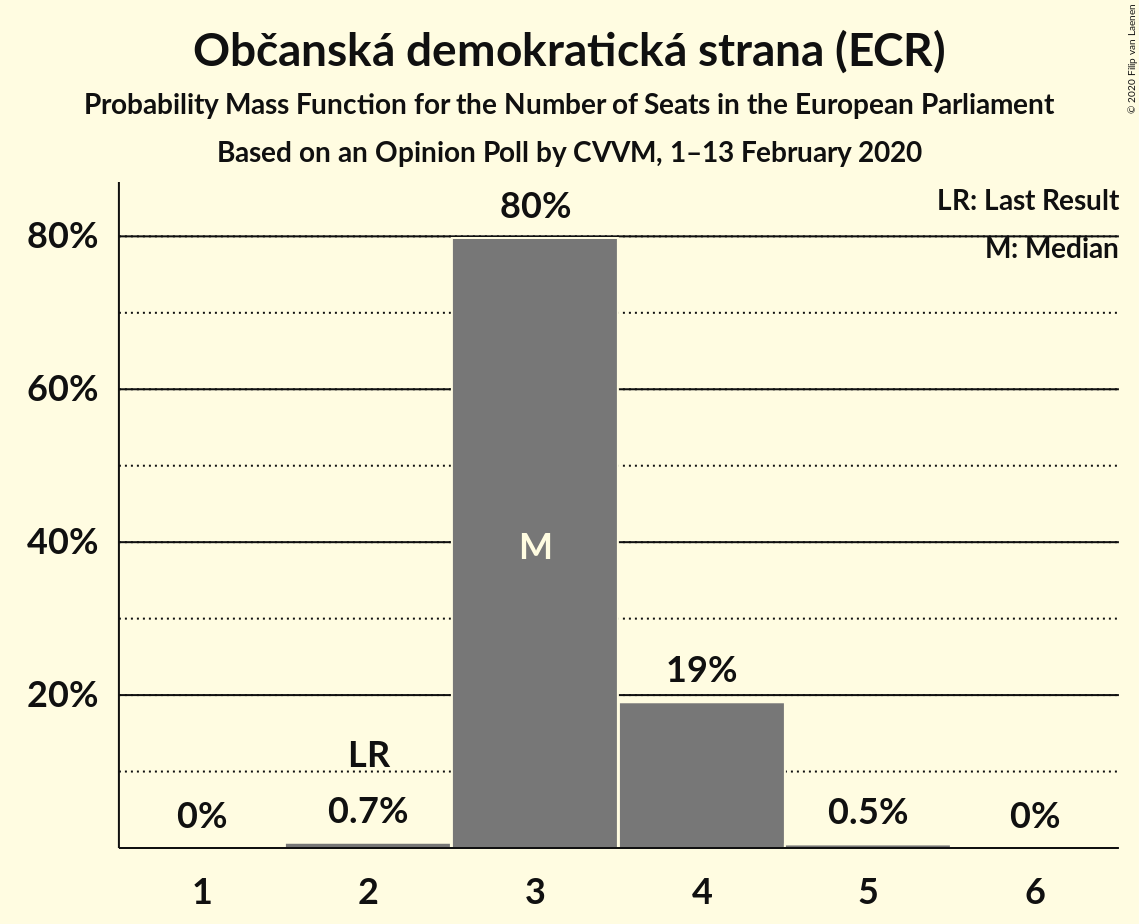 Občanská demokratická strana (ECR)
Probability Mass Function for the Number of Seats in the European Parliament
Based on an Opinion Poll by CVVM, 1–13 February 2020
© 2020 Filip van Laenen
LR: Last Result
M: Median
80%
60%
40%
20%
0%
LR
0.7%
80%
M
19%
0.5%
0%
1 2 3 4 5 6